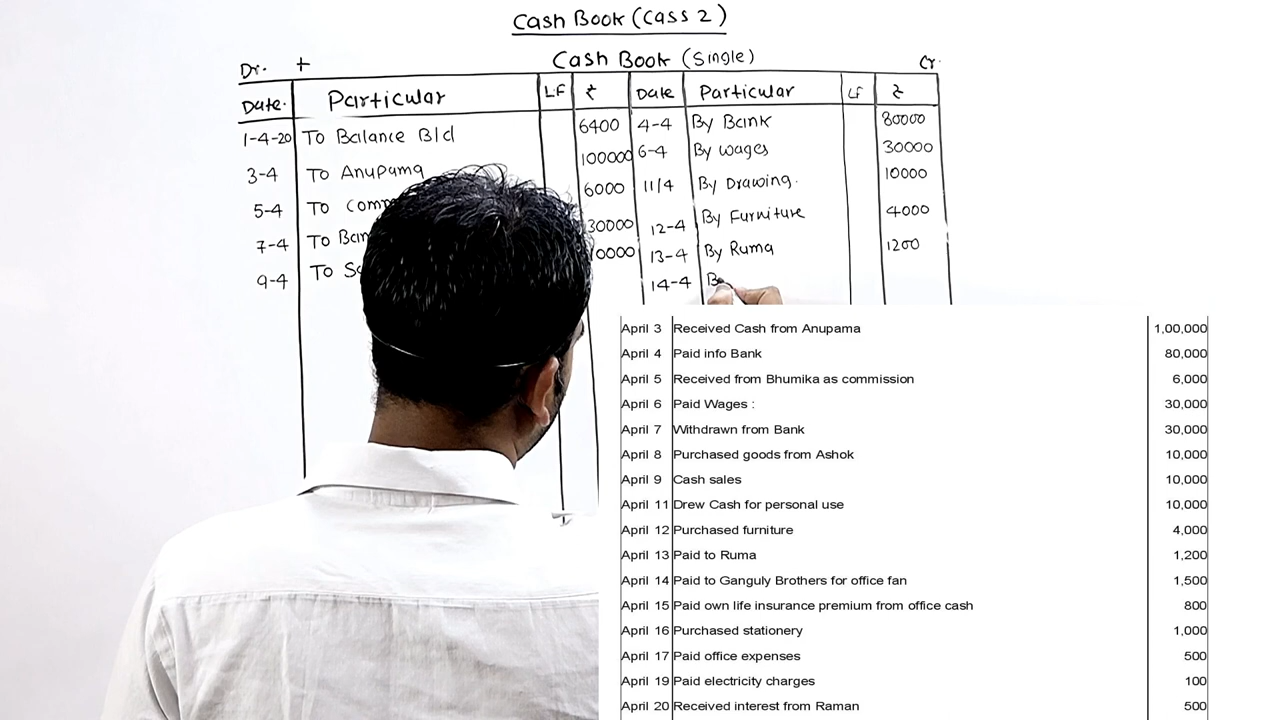 Cash Book (Cass 2)
Cash Book (Single)
Dr. + Cr.
Date. Particular LF ₹ Date Particular LF ₹
1-4-20 To Balance B/d 6400 4-4 By Bank 80000
3-4 To Anupama 100000 6-4 By Wages 30000
5-4 To 6000 11/4 By Drawing. 10000
7-4 To 30000 12-4 By Furniture 4000
9-4 To 10000 13-4 By Ruma 1200
14-4
April 3 Received Cash from Anupama 1,00,000
April 4 Paid info Bank 80,000
April 5 Received from Bhumika as commission 6,000
April 6 Paid Wages : 30,000
April 7 Withdrawn from Bank 30,000
April 8 Purchased goods from Ashok 10,000
April 9 Cash sales 10,000
April 11 Drew Cash for personal use 10,000
April 12 Purchased furniture 4,000
April 13 Paid to Ruma 1,200
April 14 Paid to Ganguly Brothers for office fan 1,500
April 15 Paid own life insurance premium from office cash 800
April 16 Purchased stationery 1,000
April 17 Paid office expenses 500
April 19 Paid electricity charges 100
April 20 Received interest from Raman 500